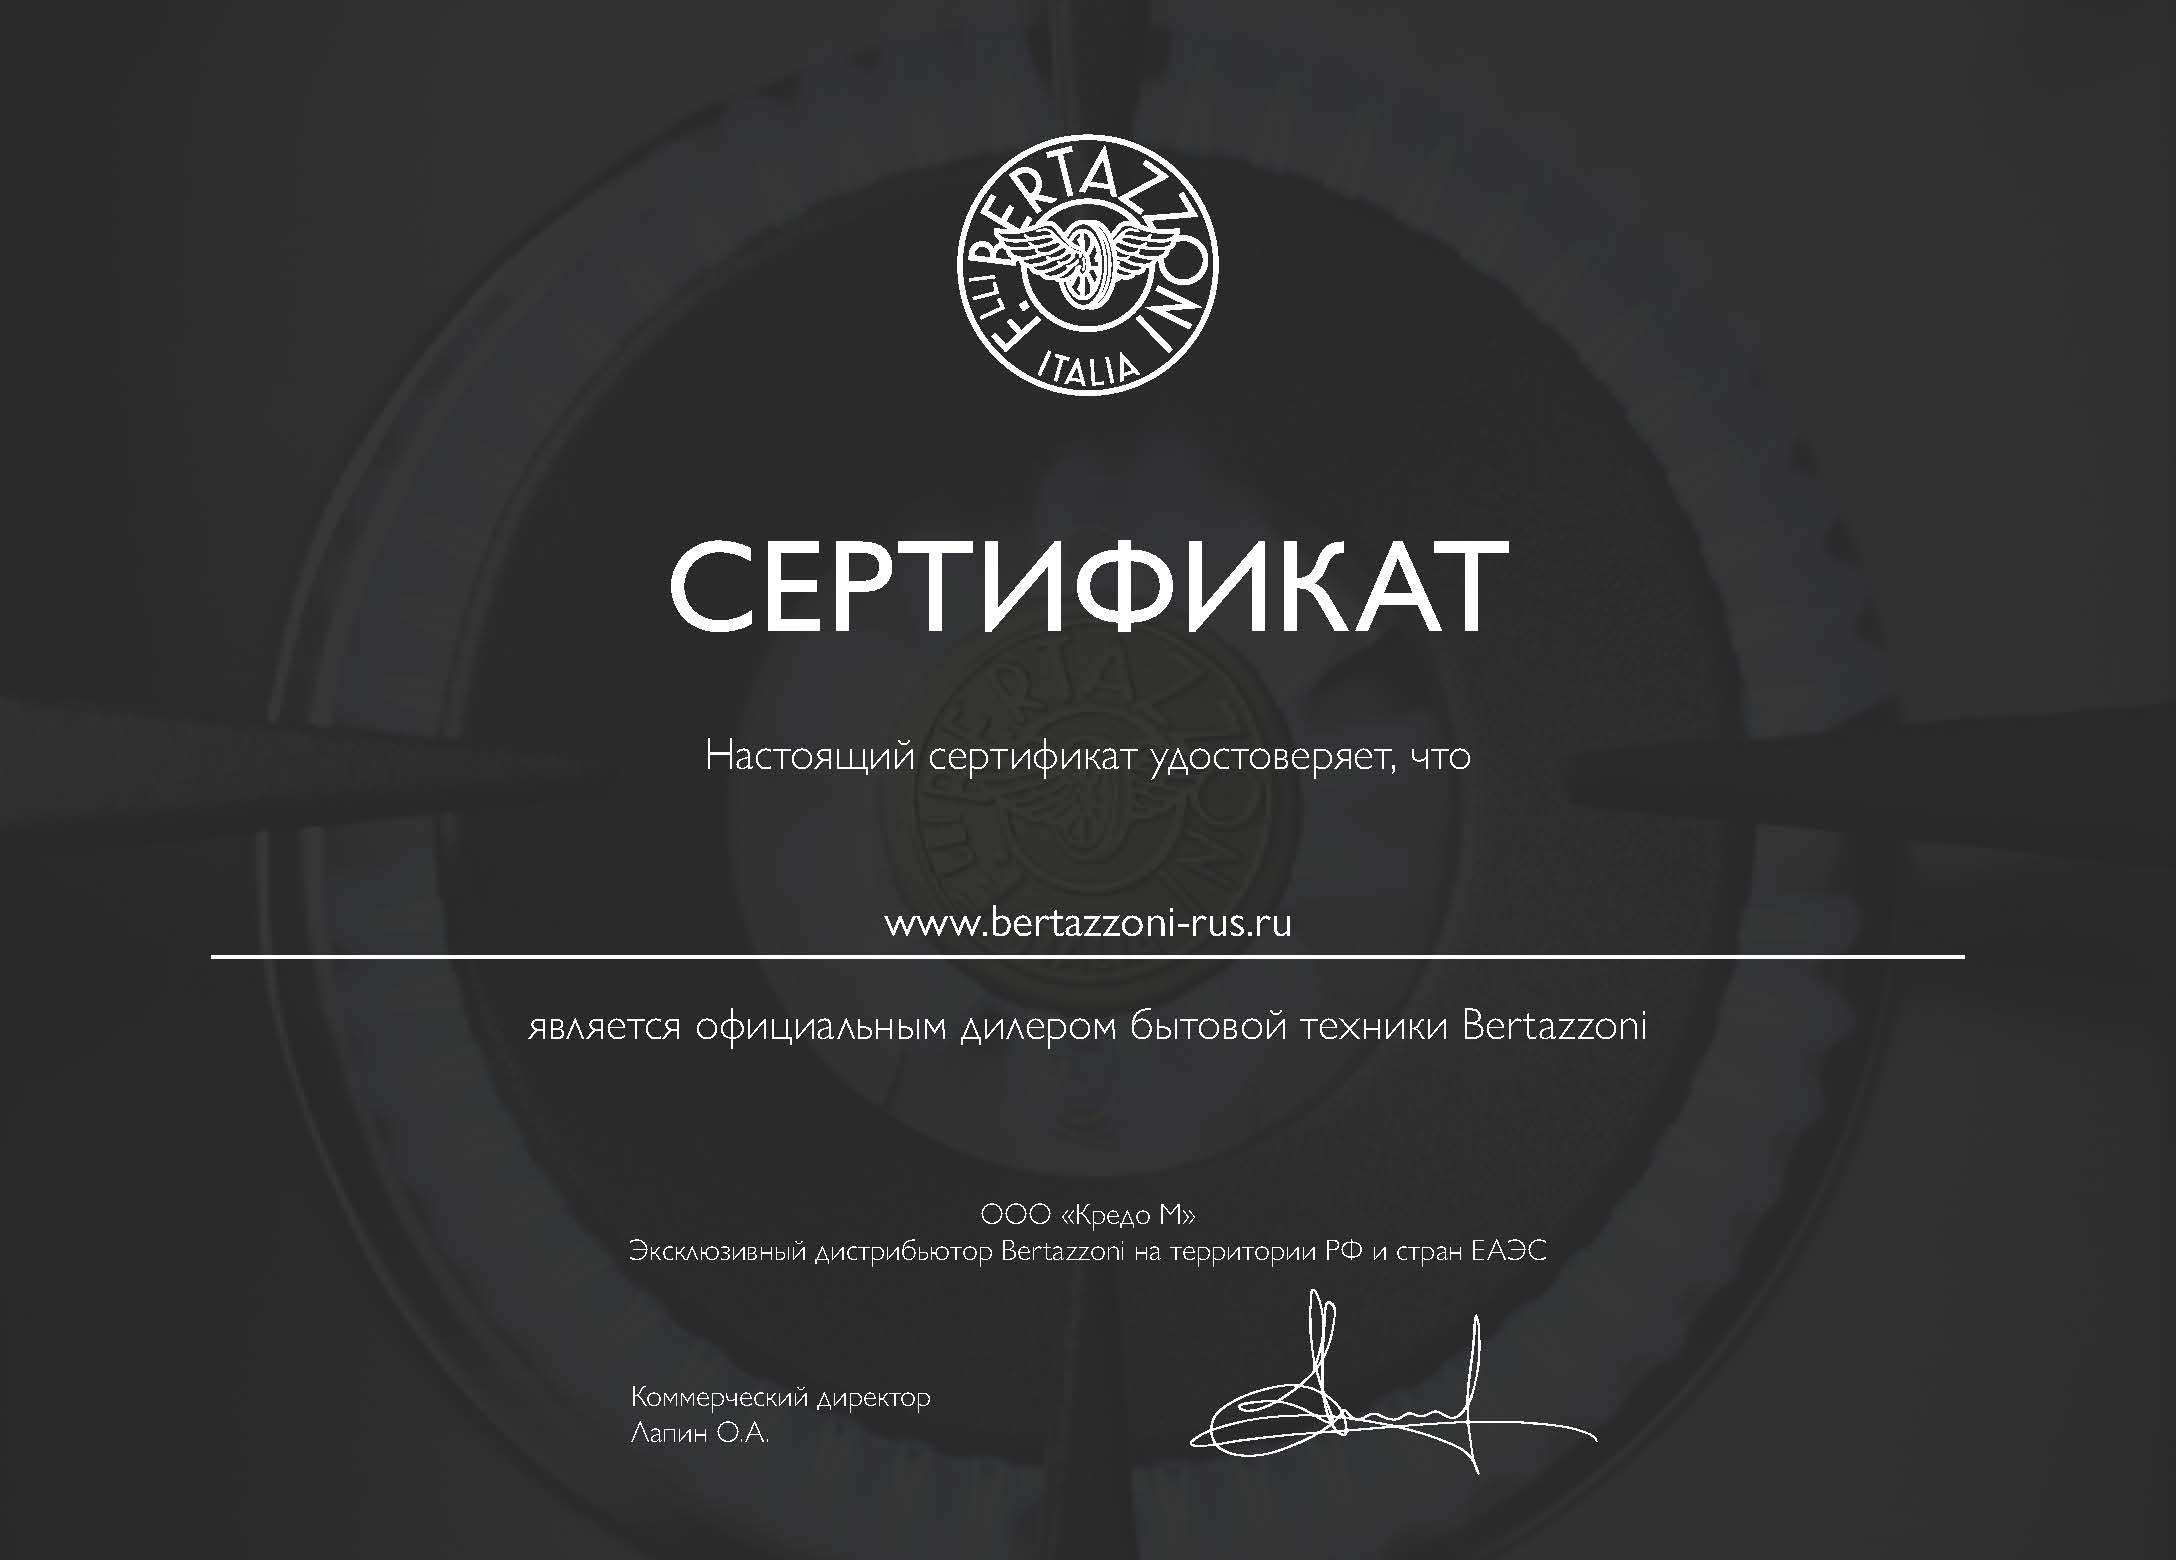 F.LLI BERTAZZONI
ITALIA
СЕРТИФИКАТ
Настоящий сертификат удостоверяет, что
www.bertazzoni-rus.ru
является официальным дилером бытовой техники Bertazzoni
ООО «Кредо М»
Эксклюзивный дистрибьютор Bertazzoni на территории РФ и стран ЕАЭС
Коммерческий директор
Лапин О.А.